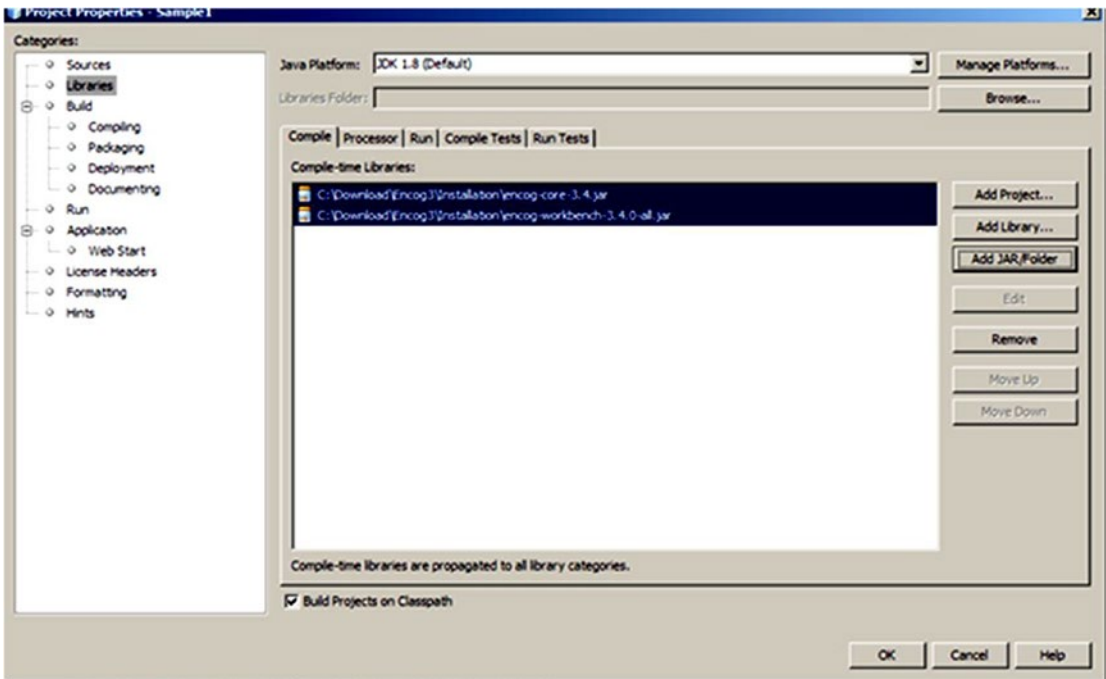 Project Properties - Sample1
Categories:
Sources
Libraries
Build
Compiling
Packaging
Deployment
Documenting
Run
Application
Web Start
License Headers
Formatting
Hints
Java Platform: JDK 1.8 (Default)
Manage Platforms...
Libraries Folder:
Browse...
Compile Processor Run Compile Tests Run Tests
Compile-time Libraries:
C:\Download\Encog3\Installation\encog-core-3.4.jar
C:\Download\Encog3\Installation\encog-workbench-3.4.0-all.jar
Add Project...
Add Library...
Add JAR/Folder
Edit
Remove
Move Up
Move Down
Compile-time libraries are propagated to all library categories.
Build Projects on Classpath
OK Cancel Help